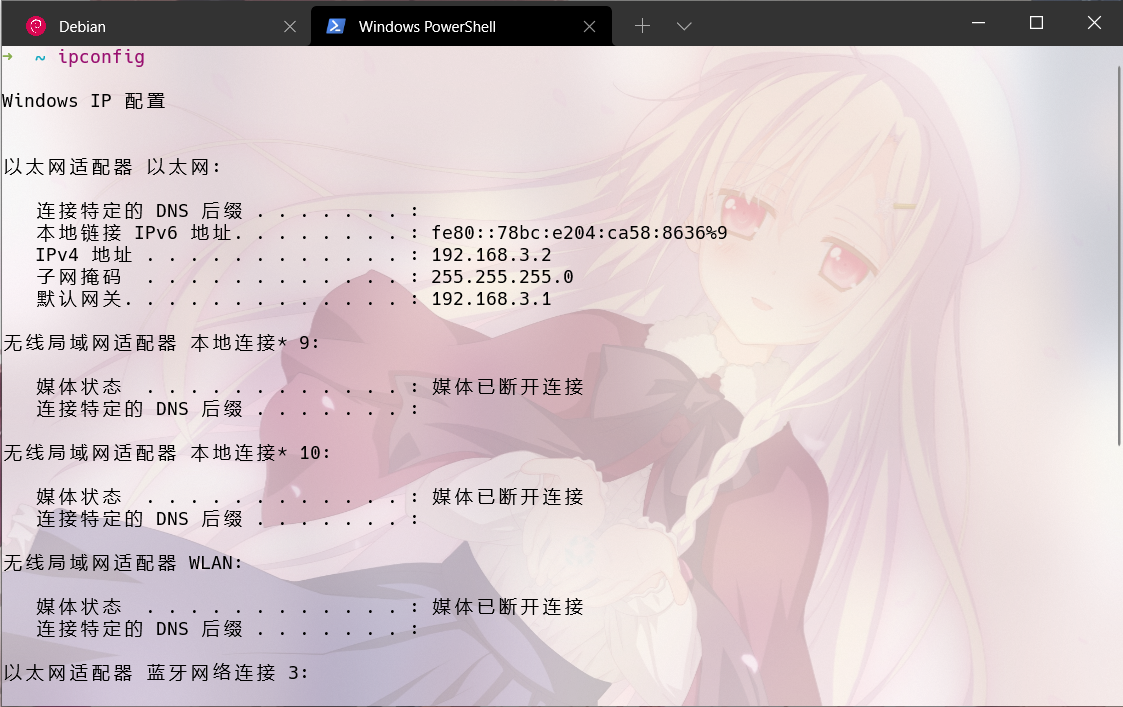 Debian
Windows PowerShell
➜ ~ ipconfig
Windows IP 配置
以太网适配器 以太网:
连接特定的 DNS 后缀 . . . . . . . :
本地链接 IPv6 地址. . . . . . . . : fe80::78bc:e204:ca58:8636%9
IPv4 地址 . . . . . . . . . . . . : 192.168.3.2
子网掩码  . . . . . . . . . . . . : 255.255.255.0
默认网关. . . . . . . . . . . . . : 192.168.3.1
无线局域网适配器 本地连接* 9:
媒体状态  . . . . . . . . . . . . : 媒体已断开连接
连接特定的 DNS 后缀 . . . . . . . :
无线局域网适配器 本地连接* 10:
媒体状态  . . . . . . . . . . . . : 媒体已断开连接
连接特定的 DNS 后缀 . . . . . . . :
无线局域网适配器 WLAN:
媒体状态  . . . . . . . . . . . . : 媒体已断开连接
连接特定的 DNS 后缀 . . . . . . . :
以太网适配器 蓝牙网络连接 3: